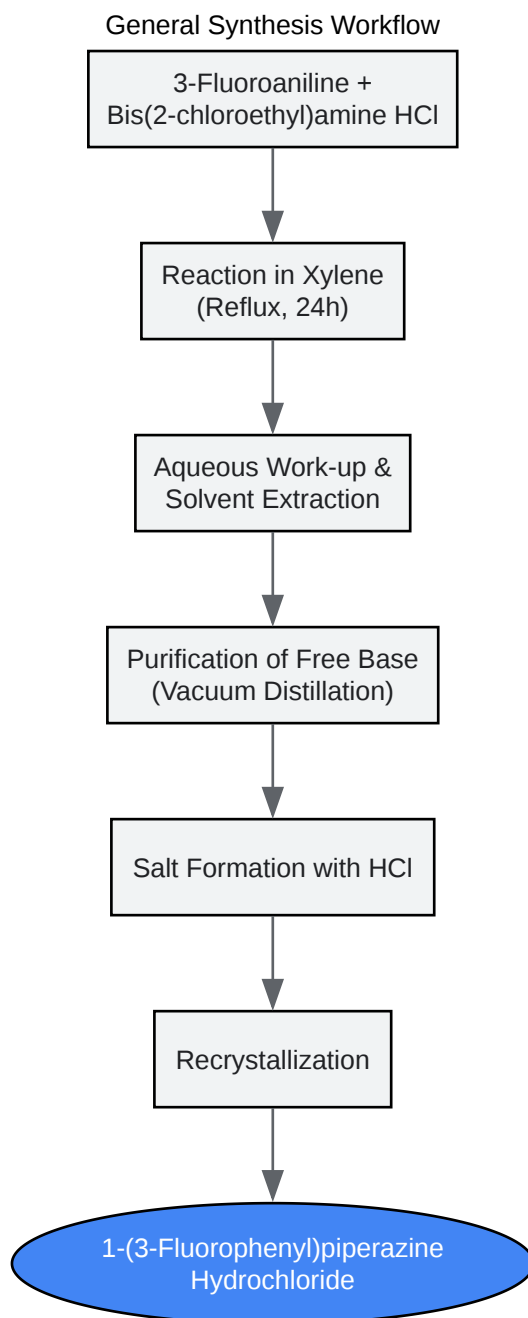 General Synthesis Workflow
3-Fluoroaniline +
Bis(2-chloroethyl)amine HCl
Reaction in Xylene
(Reflux, 24h)
Aqueous Work-up &
Solvent Extraction
Purification of Free Base
(Vacuum Distillation)
Salt Formation with HCl
Recrystallization
1-(3-Fluorophenyl)piperazine
Hydrochloride